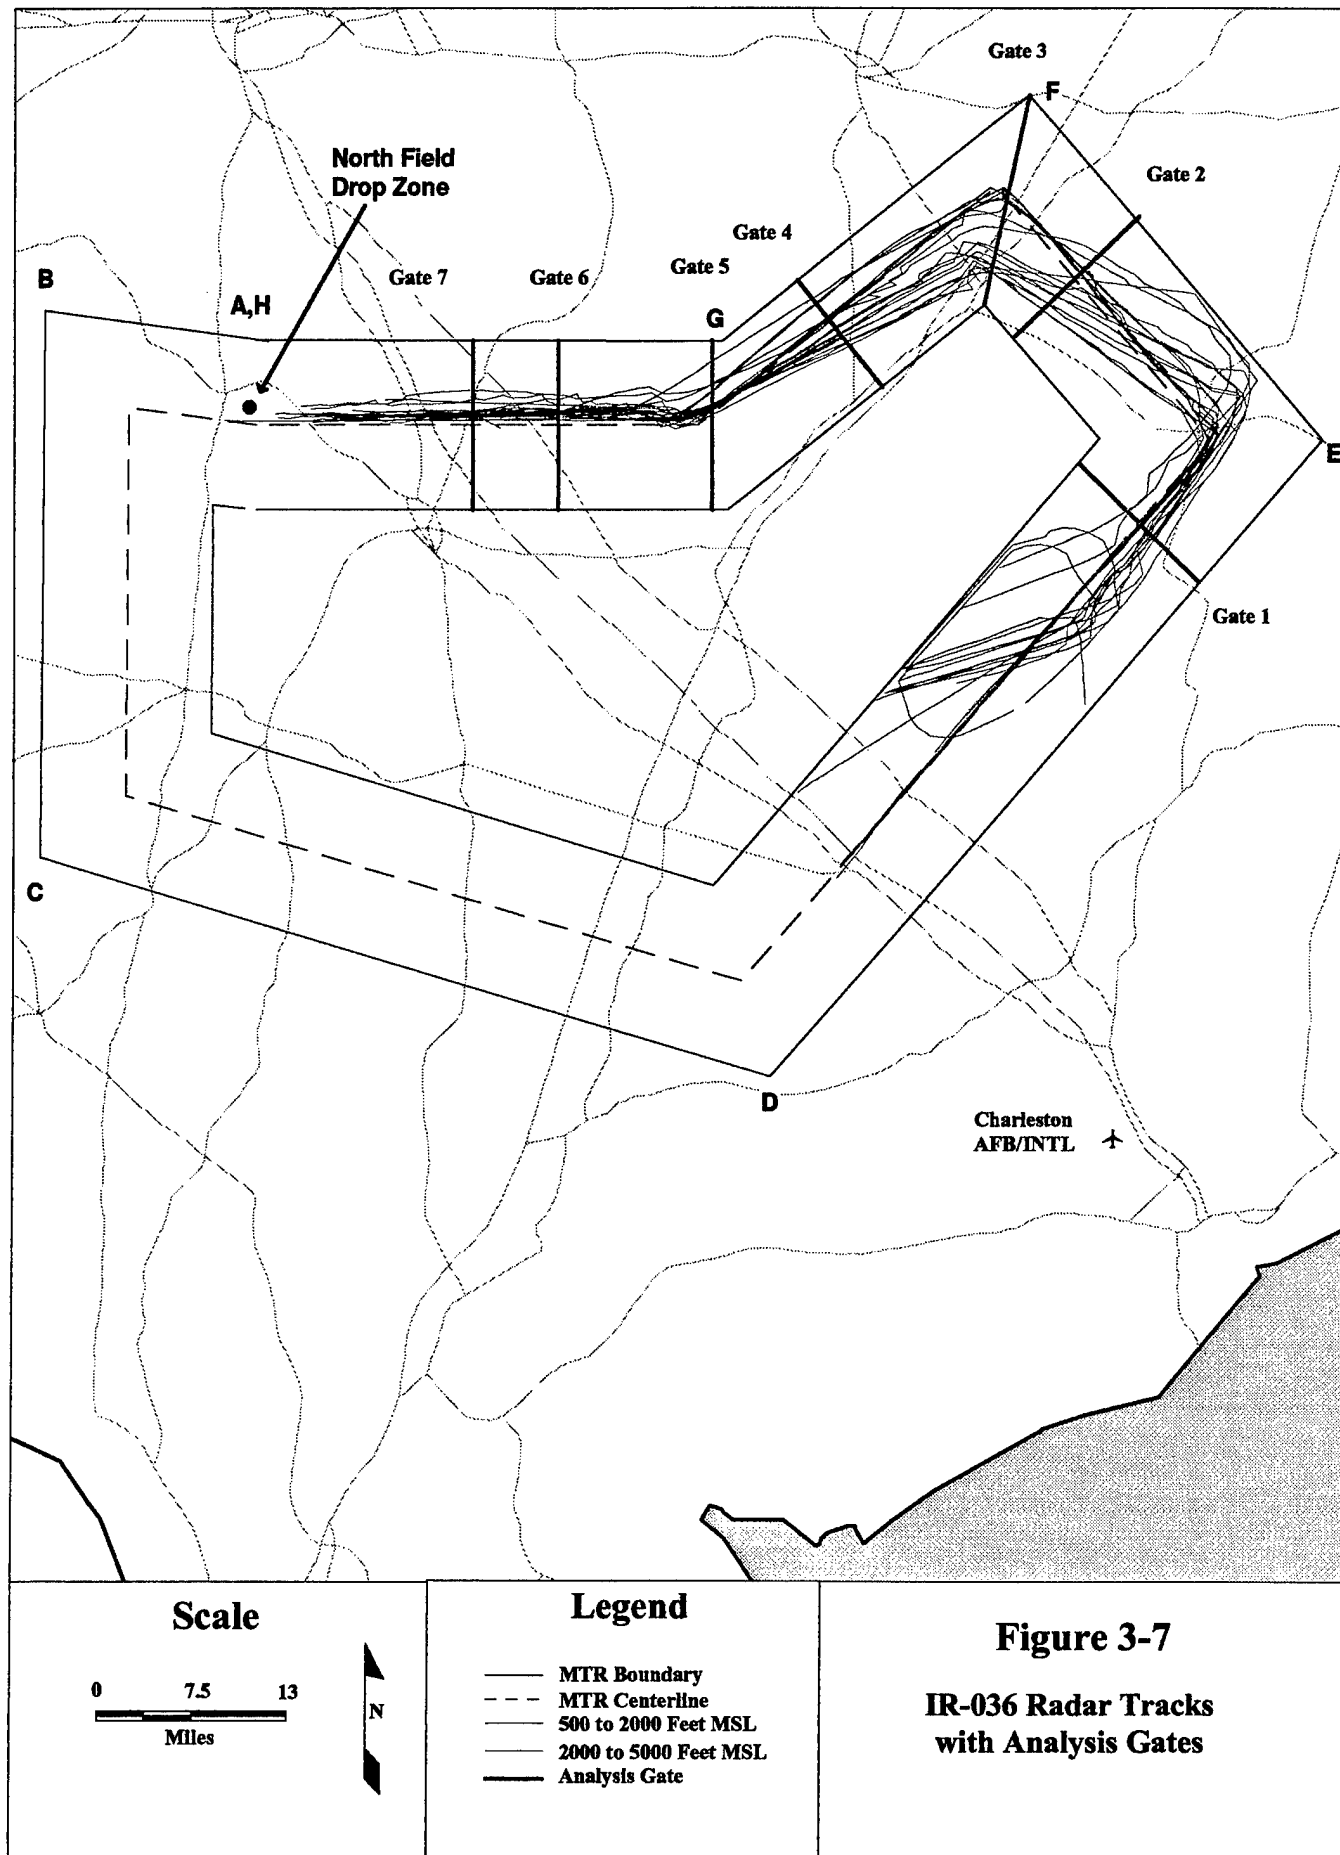 Gate 3
F
North Field
Drop Zone
Gate 2
Gate 4
Gate 5
Gate 6
Gate 7
B
A,H
G
E
Gate 1
C
D
Charleston
AFB/INTL
Scale
0 7.5 13
Miles
N
Legend
MTR Boundary
MTR Centerline
500 to 2000 Feet MSL
2000 to 5000 Feet MSL
Analysis Gate
Figure 3-7
IR-036 Radar Tracks
with Analysis Gates